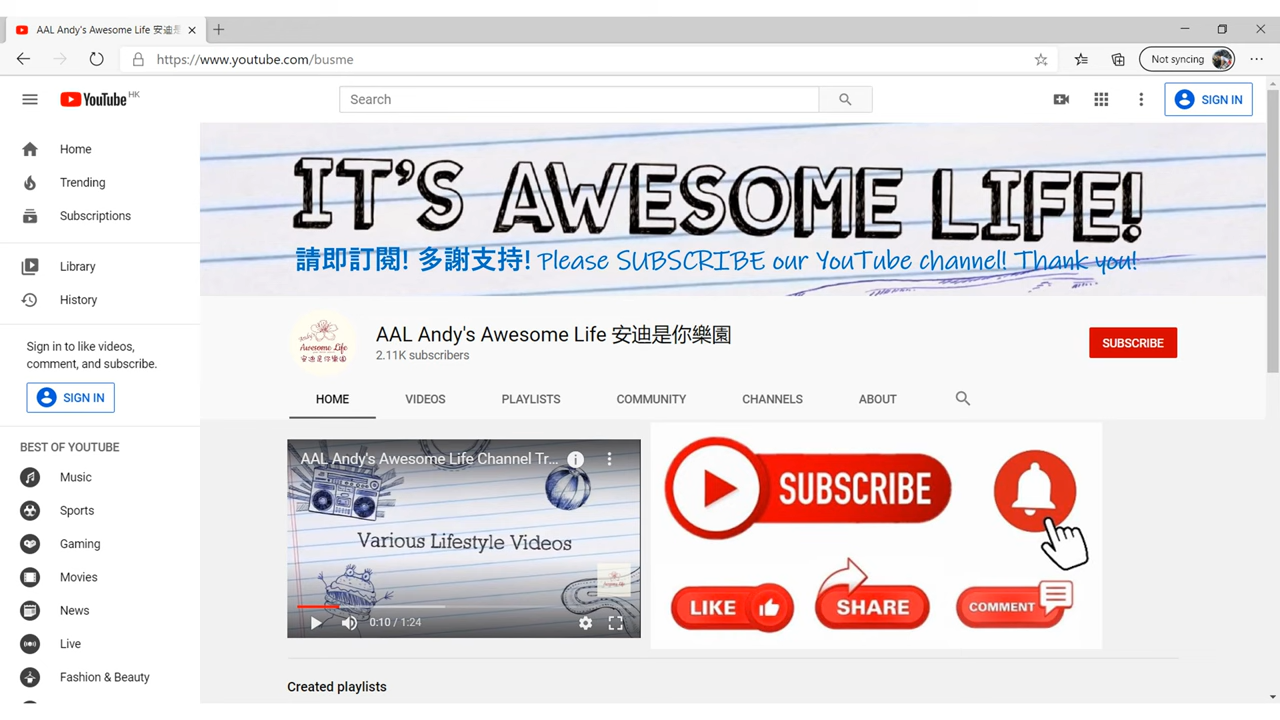 AAL Andy's Awesome Life 安迪是
https://www.youtube.com/busme
Not syncing
YouTube HK
Search
SIGN IN
Home
Trending
Subscriptions
Library
History
Sign in to like videos,
comment, and subscribe.
SIGN IN
BEST OF YOUTUBE
Music
Sports
Gaming
Movies
News
Live
Fashion & Beauty
IT'S AWESOME LIFE!
請即訂閱! 多謝支持! Please SUBSCRIBE our YouTube channel! Thank you!
Andy's
Awesome Life
安迪是你樂園
AAL Andy's Awesome Life 安迪是你樂園
2.11K subscribers
SUBSCRIBE
HOME VIDEOS PLAYLISTS COMMUNITY CHANNELS ABOUT
AAL Andy's Awesome Life Channel Tr...
Various Lifestyle Videos
0:10 / 1:24
SUBSCRIBE
LIKE SHARE COMMENT
Created playlists